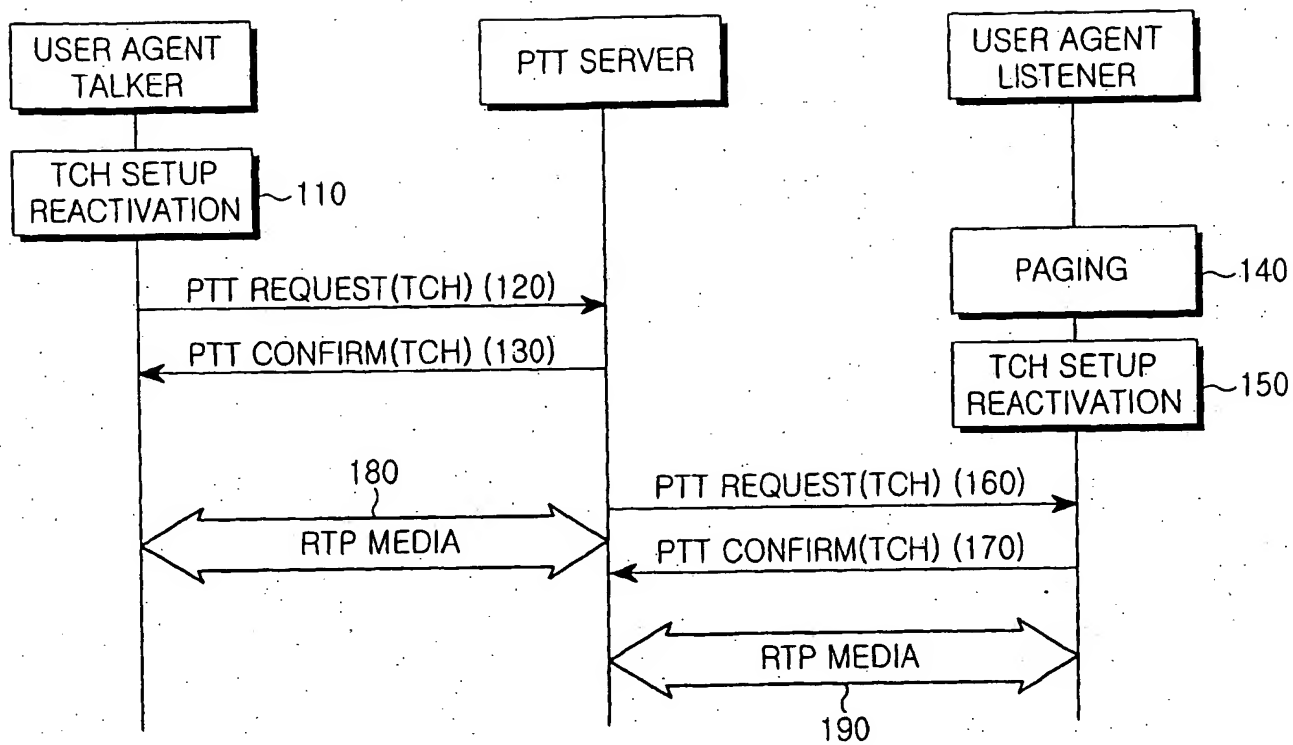 USER AGENT
TALKER
PTT SERVER
USER AGENT
LISTENER
TCH SETUP
REACTIVATION
110
PTT REQUEST(TCH) (120)
PAGING
140
PTT CONFIRM(TCH) (130)
TCH SETUP
REACTIVATION
150
180
RTP MEDIA
PTT REQUEST(TCH) (160)
PTT CONFIRM(TCH) (170)
RTP MEDIA
190